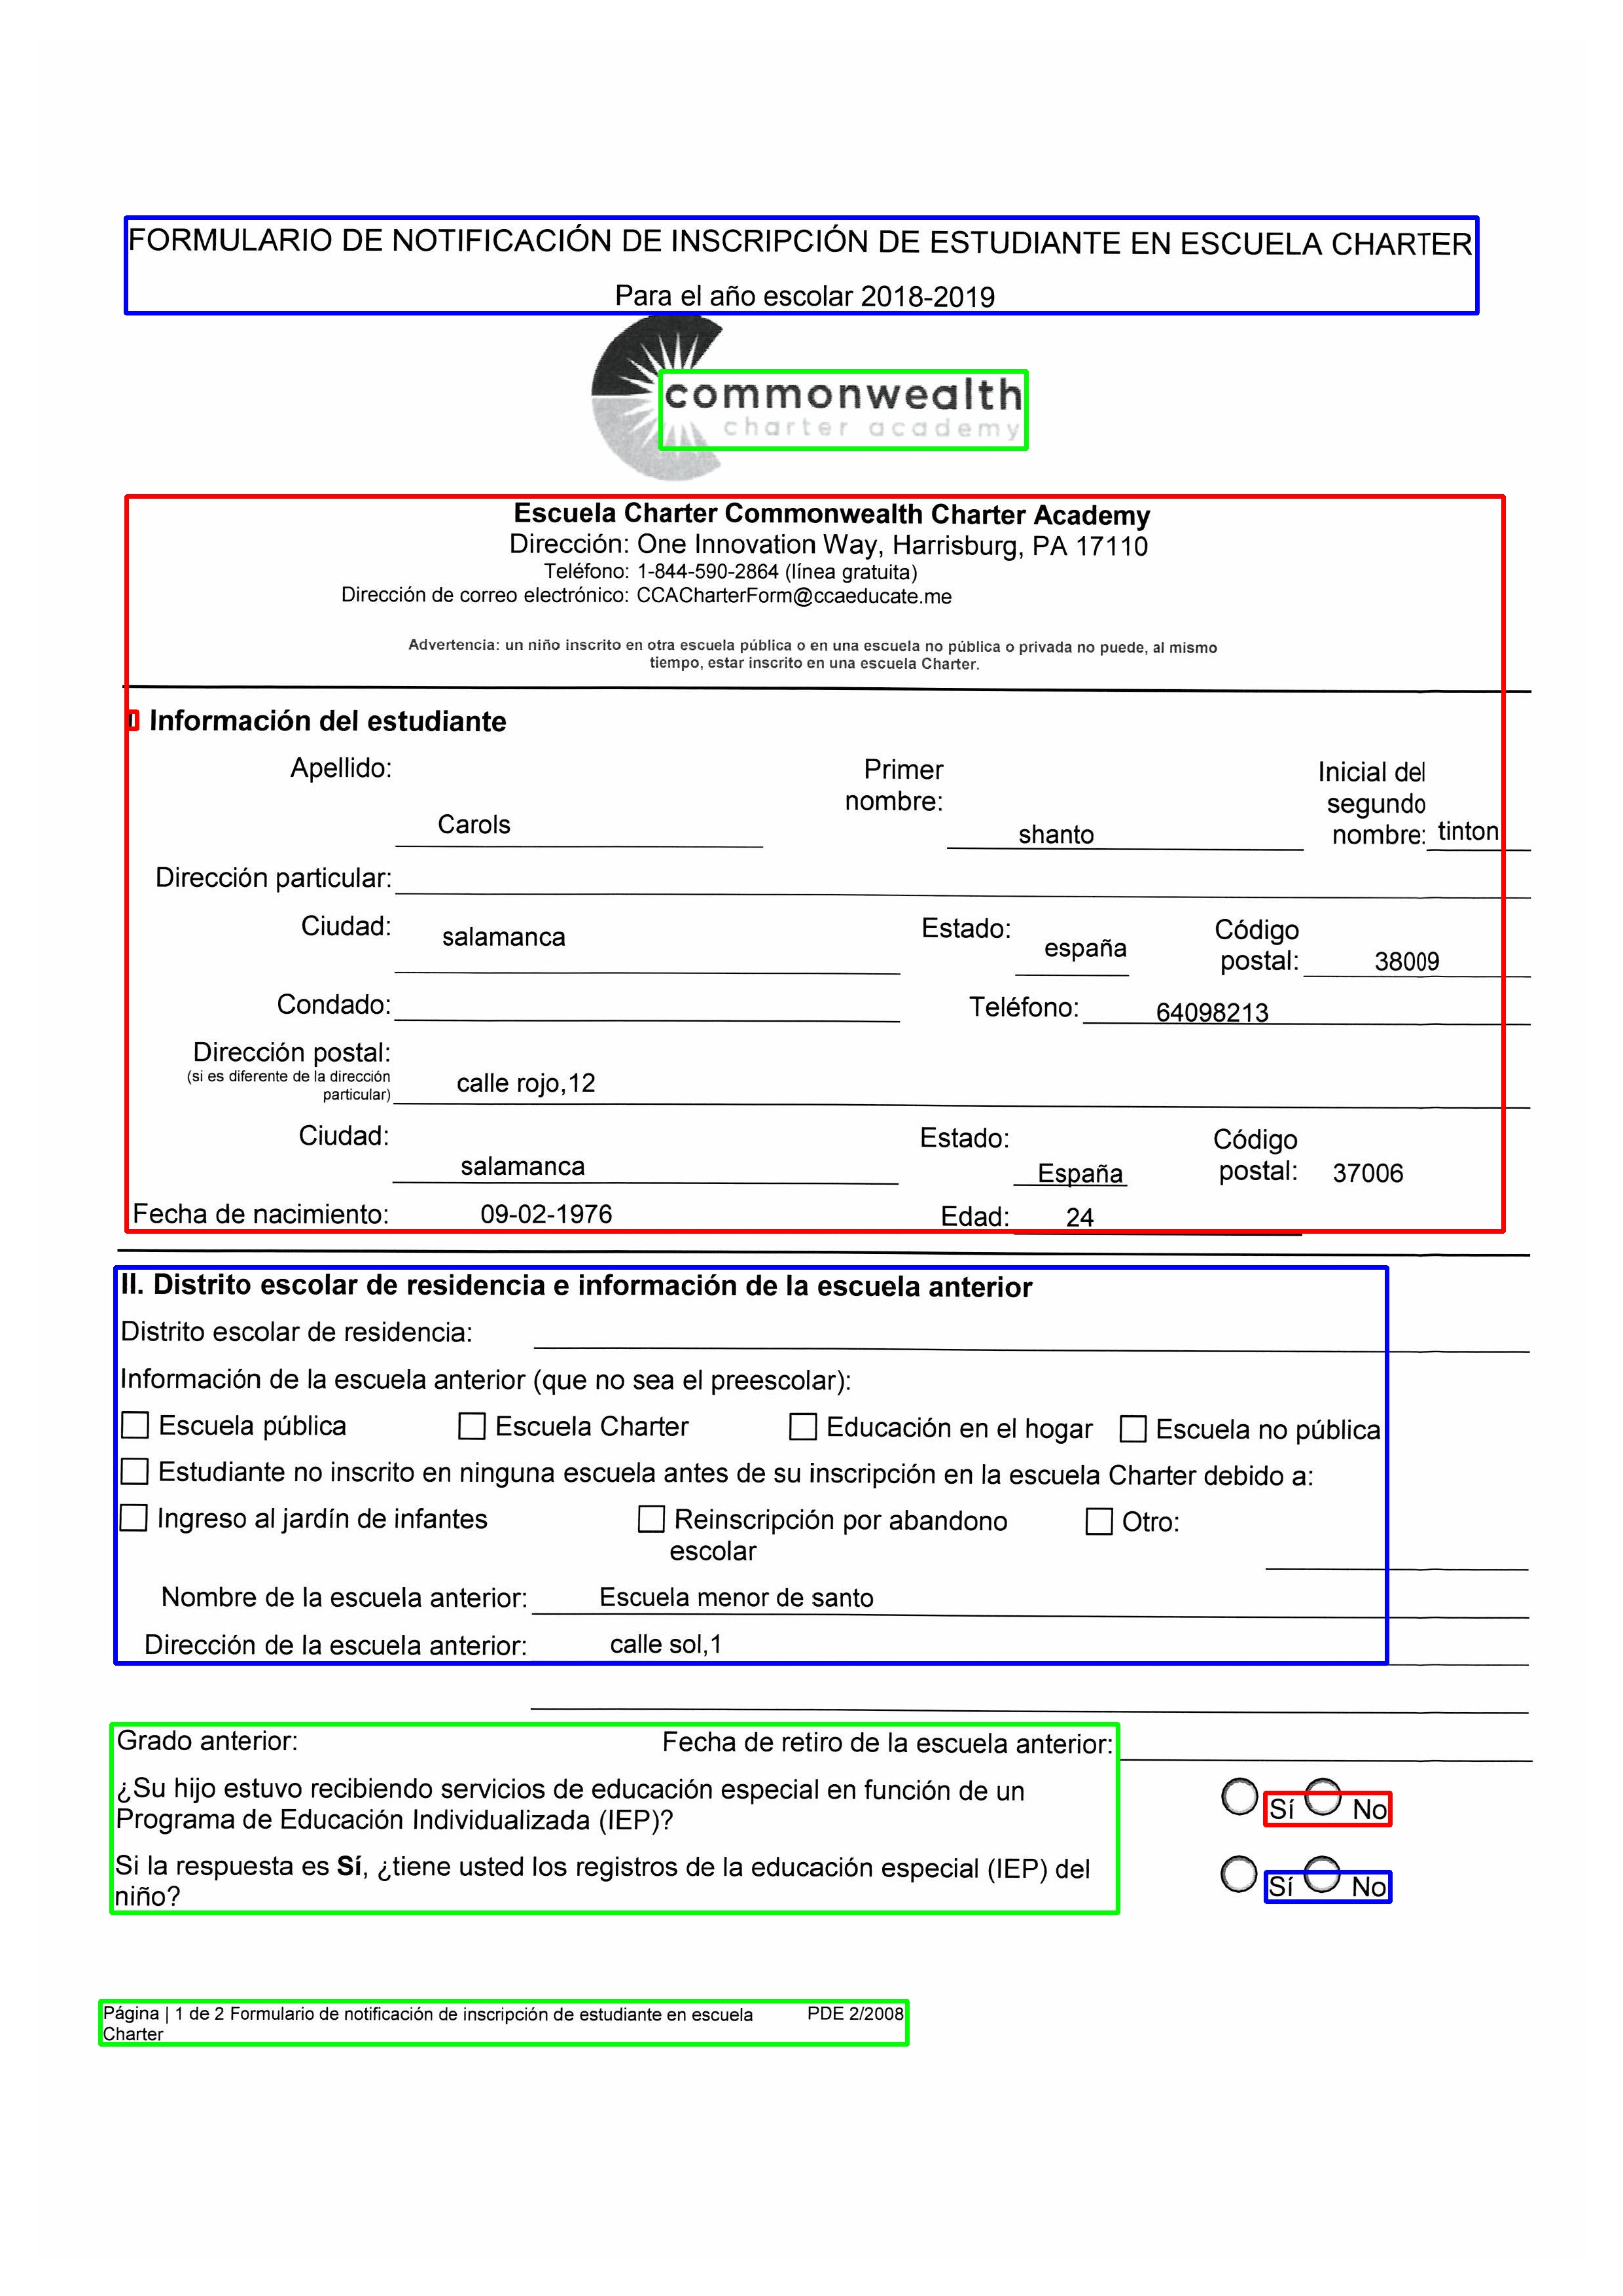 FORMULARIO DE NOTIFICACIÓN DE INSCRIPCIÓN DE ESTUDIANTE EN ESCUELA CHARTER
Para el año escolar 2018-2019
commonwealth
charter academy
Escuela Charter Commonwealth Charter Academy
Dirección: One Innovation Way, Harrisburg, PA 17110
Teléfono: 1-844-590-2864 (línea gratuita)
Dirección de correo electrónico: CCACharterForm@ccaeducate.me
Advertencia: un niño inscrito en otra escuela pública o en una escuela no pública o privada no puede, al mismo
tiempo, estar inscrito en una escuela Charter.
Información del estudiante
Apellido: Carols Primer nombre: shanto Inicial del segundo nombre: tinton
Dirección particular:
Ciudad: salamanca Estado: españa Código postal: 38009
Condado: Teléfono: 64098213
Dirección postal: calle rojo,12
(si es diferente de la dirección
particular)
Ciudad: salamanca Estado: España Código postal: 37006
Fecha de nacimiento: 09-02-1976 Edad: 24
II. Distrito escolar de residencia e información de la escuela anterior
Distrito escolar de residencia:
Información de la escuela anterior (que no sea el preescolar):
Escuela pública Escuela Charter Educación en el hogar Escuela no pública
Estudiante no inscrito en ninguna escuela antes de su inscripción en la escuela Charter debido a:
Ingreso al jardín de infantes Reinscripción por abandono escolar Otro:
Nombre de la escuela anterior: Escuela menor de santo
Dirección de la escuela anterior: calle sol,1
Grado anterior: Fecha de retiro de la escuela anterior:
¿Su hijo estuvo recibiendo servicios de educación especial en función de un
Programa de Educación Individualizada (IEP)? Sí No
Si la respuesta es Sí, ¿tiene usted los registros de la educación especial (IEP) del
niño? Sí No
Página | 1 de 2 Formulario de notificación de inscripción de estudiante en escuela PDE 2/2008
Charter